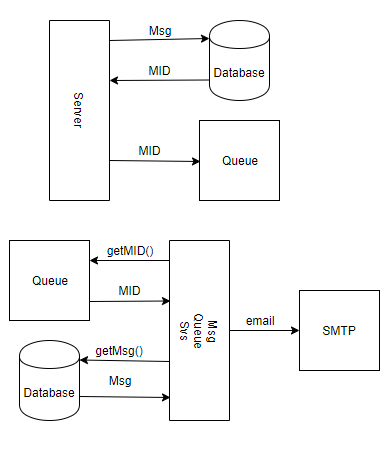 Msg
MID
Database
Server
MID
Queue
getMID()
Queue
MID
Msg
Queue
Svs
email
SMTP
getMsg()
Msg
Database